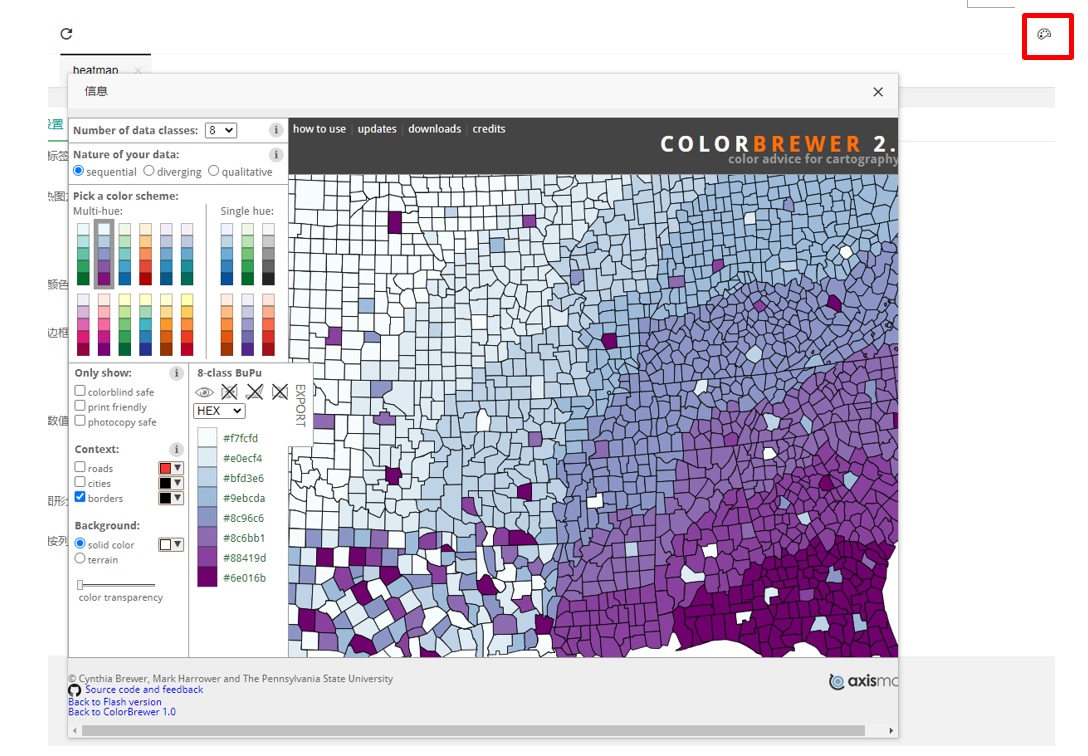 heatmap
信息
设置
Number of data classes: 8 i
how to use | updates | downloads | credits
COLORBREWER 2.
color advice for cartography
标签
Nature of your data: i
sequential diverging qualitative
Pick a color scheme:
Multi-hue: Single hue:
颜色
边框
Only show: i
colorblind safe
print friendly
photocopy safe
数值
8-class BuPu
EXPORT
HEX
#f7fcfd
#e0ecf4
#bfd3e6
#9ebcda
#8c96c6
#8c6bb1
#88419d
#6e016b
Context: i
roads
cities
borders
Background:
solid color
terrain
按列
color transparency
© Cynthia Brewer, Mark Harrower and The Pennsylvania State University
Source code and feedback
Back to Flash version
Back to ColorBrewer 1.0
axism